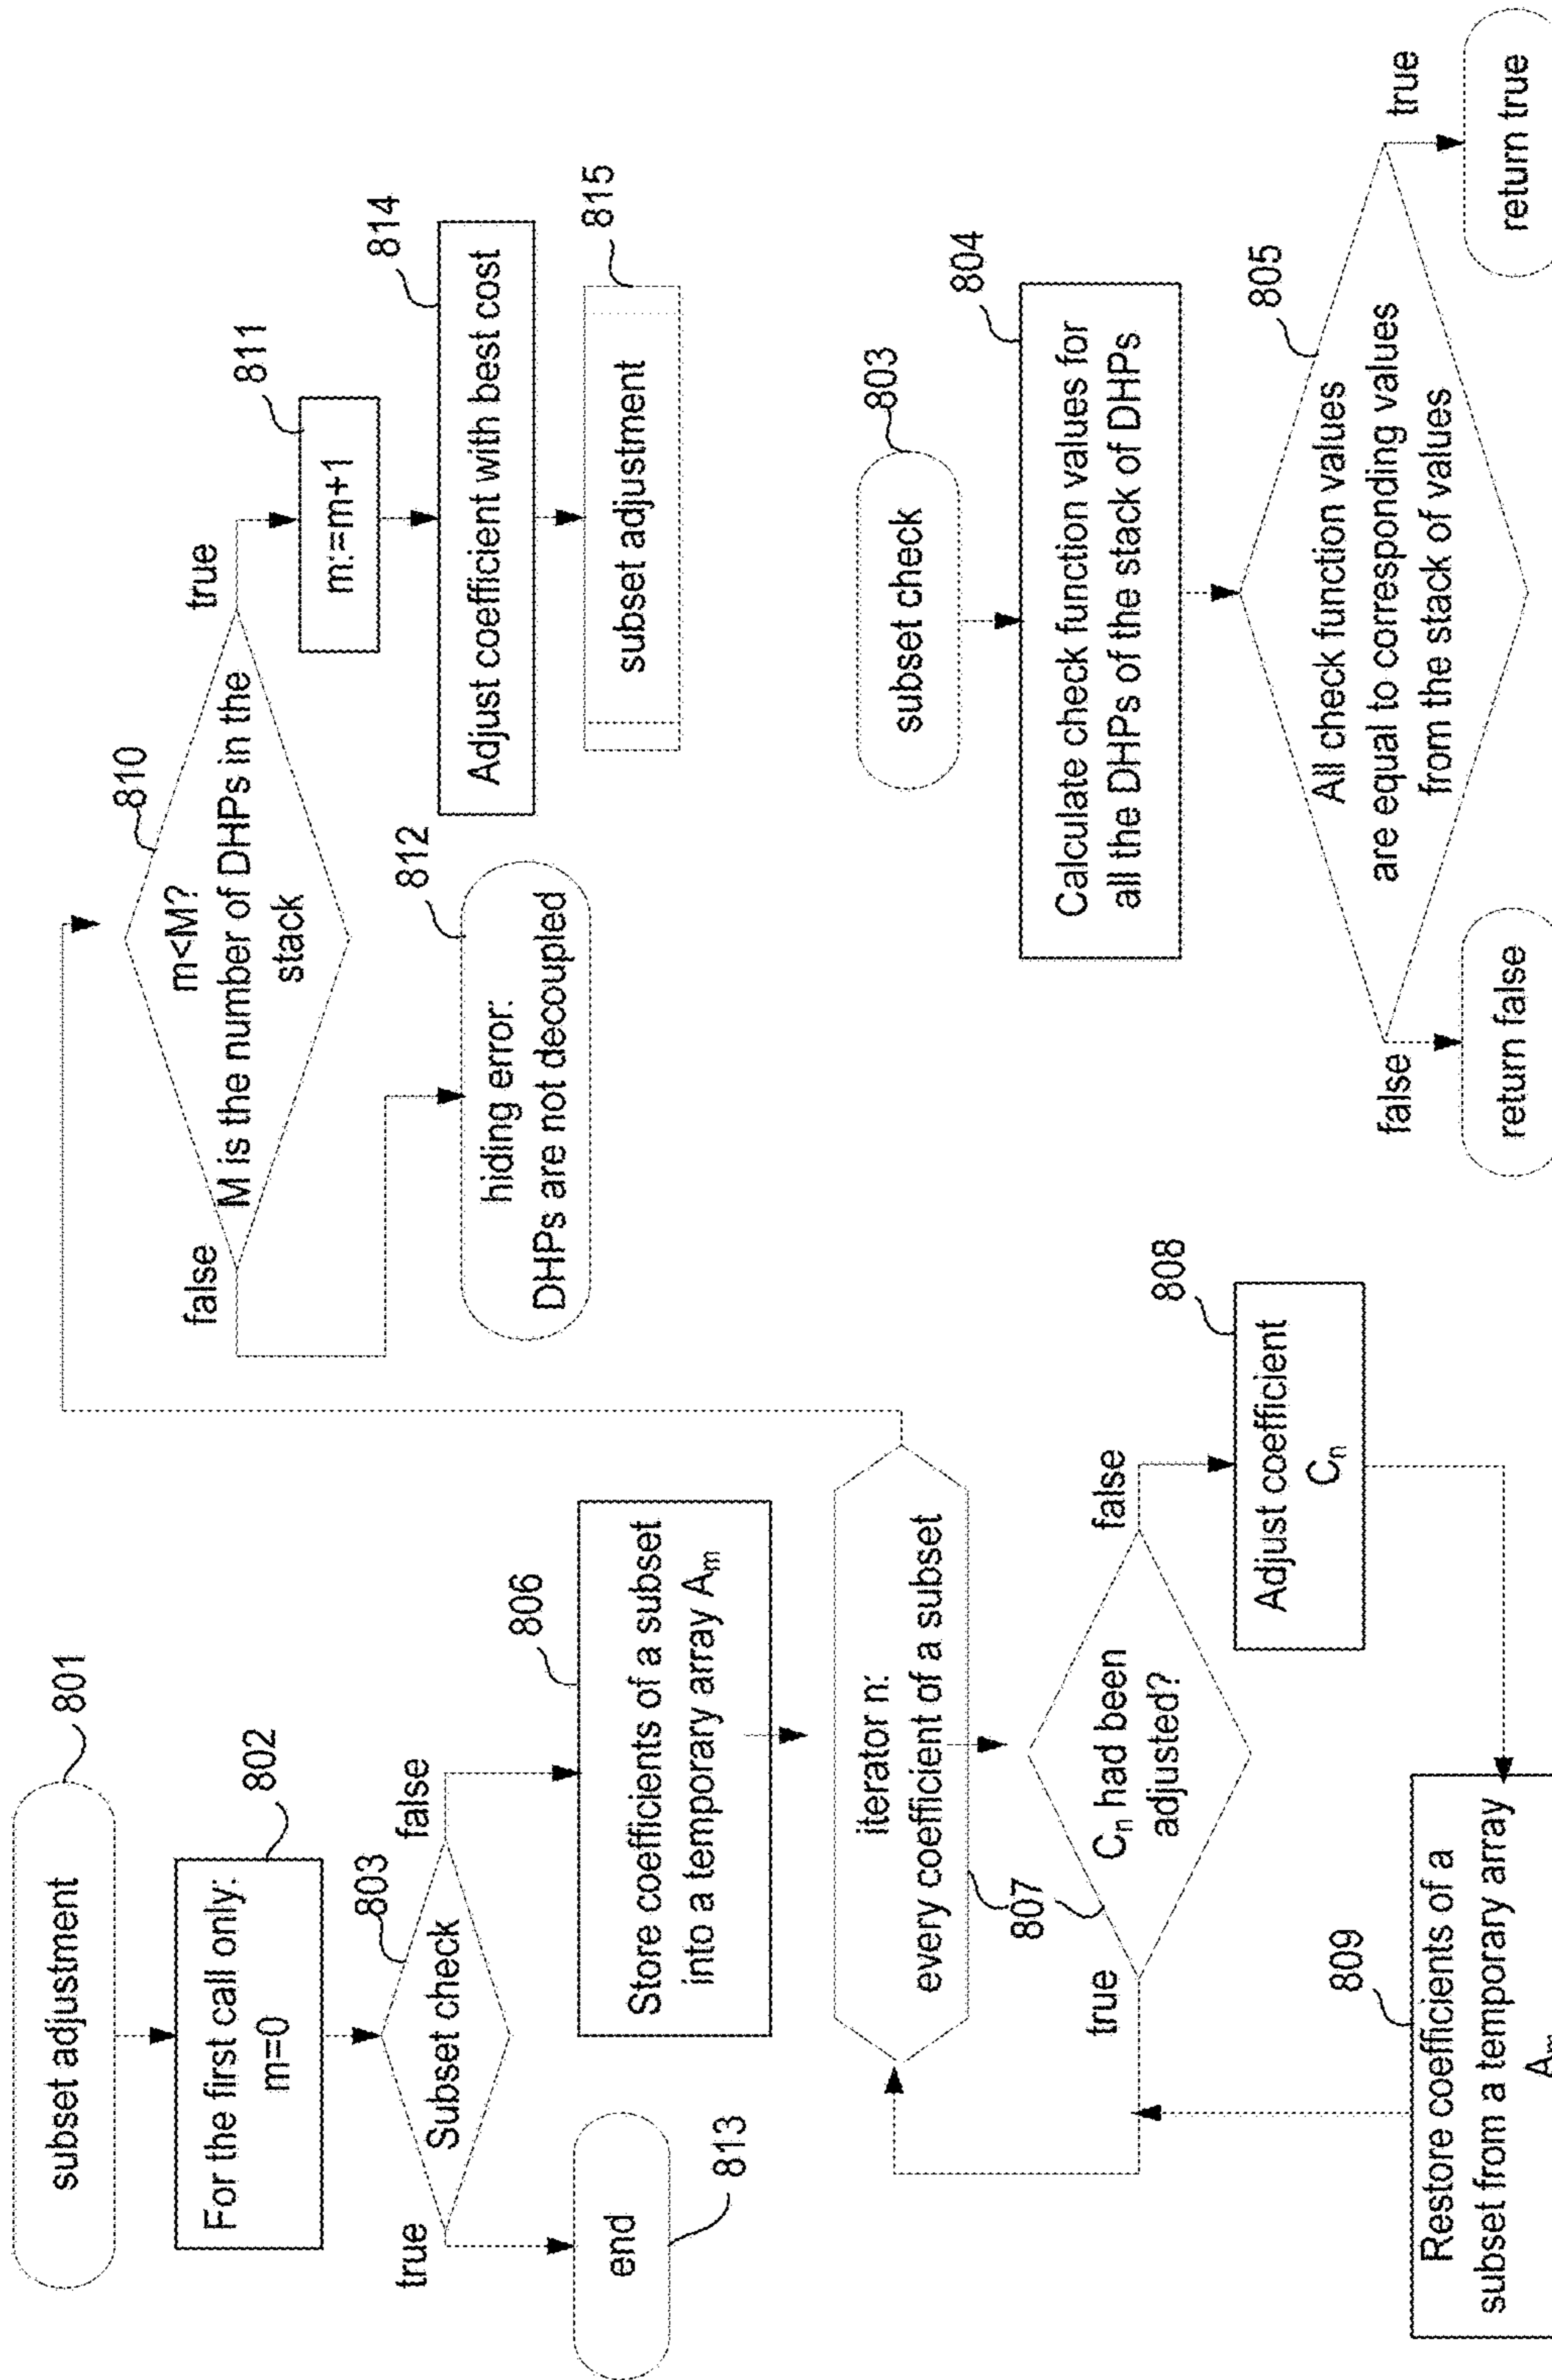 subset adjustment
801
For the first call only:
m=0
802
803
Subset check
true
false
end
813
806
Store coefficients of a subset
into a temporary array Am
iterator n:
every coefficient of a subset
807
Cn had been
adjusted?
true
false
808
Adjust coefficient
Cn
809
Restore coefficients of a
subset from a temporary array
Am
810
m<M?
M is the number of DHPs in the
stack
false
true
812
hiding error:
DHPs are not decoupled
811
m:=m+1
814
Adjust coefficient with best cost
815
subset adjustment
803
subset check
804
Calculate check function values for
all the DHPs of the stack of DHPs
805
All check function values
are equal to corresponding values
from the stack of values
false
true
return false
return true